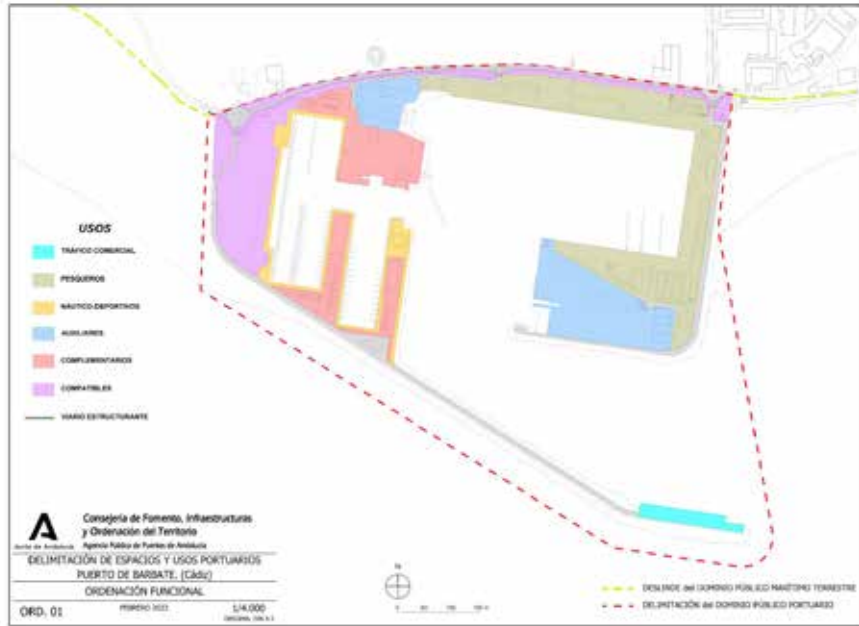 USOS
TRÁFICO COMERCIAL
PESQUEROS
NÁUTICO-DEPORTIVOS
AUXILIARES
COMPLEMENTARIOS
COMPATIBLES
VIARIO ESTRUCTURANTE
Consejería de Fomento, Infraestructuras
y Ordenación del Territorio
Junta de Andalucía
Agencia Pública de Puertos de Andalucía
DELIMITACIÓN DE ESPACIOS Y USOS PORTUARIOS
PUERTO DE BARBATE. (Cádiz)
ORDENACIÓN FUNCIONAL
ORD. 01
FEBRERO
1/4.000
N
0
DESLINDE del DOMINIO PÚBLICO MARÍTIMO TERRESTRE
DELIMITACIÓN del DOMINIO PÚBLICO PORTUARIO